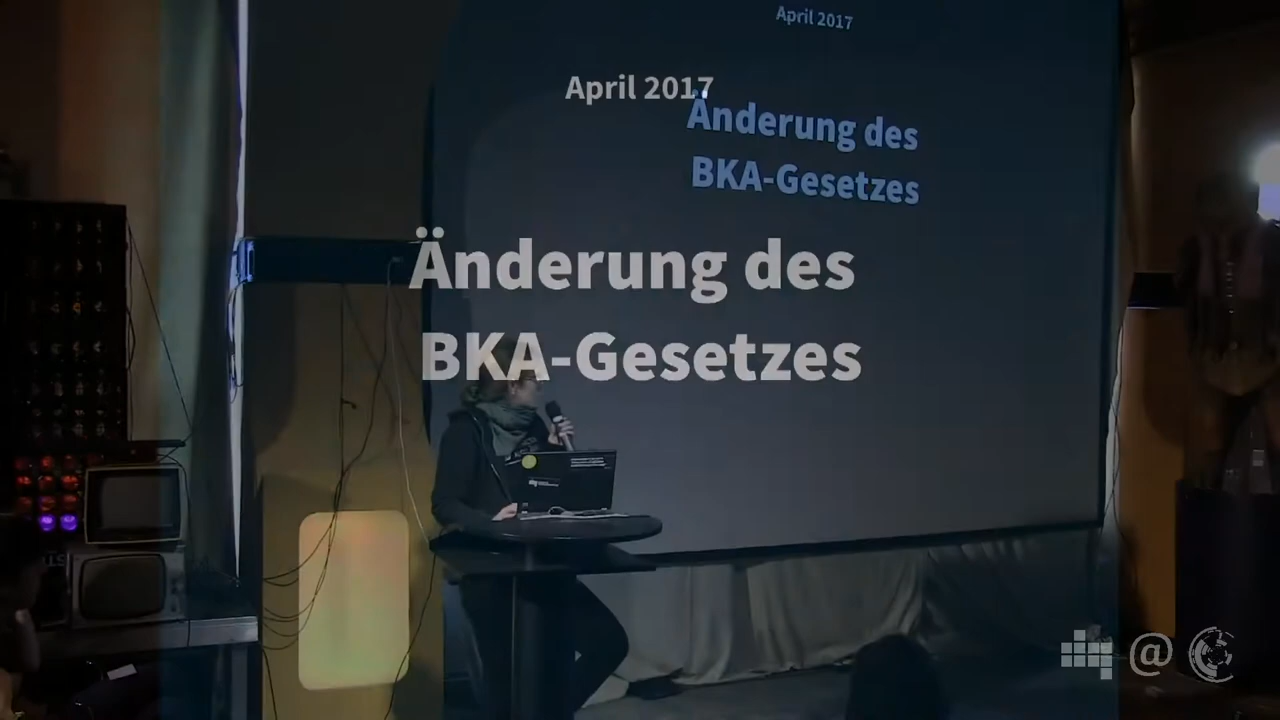 April 2017
April 2017
Änderung des
BKA-Gesetzes
Änderung des
BKA-Gesetzes
@